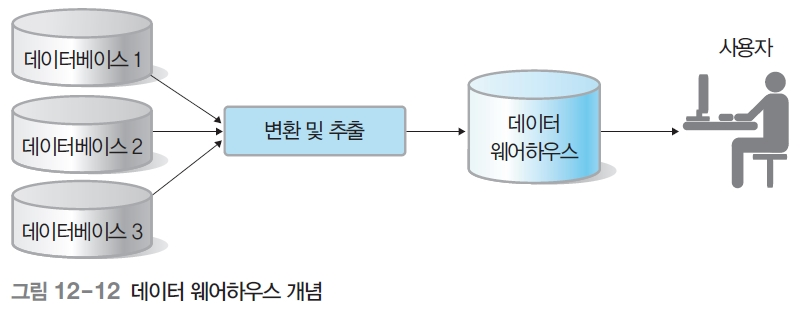 데이터베이스 1
데이터베이스 2
데이터베이스 3
변환 및 추출
데이터
웨어하우스
사용자
그림 12-12 데이터 웨어하우스 개념